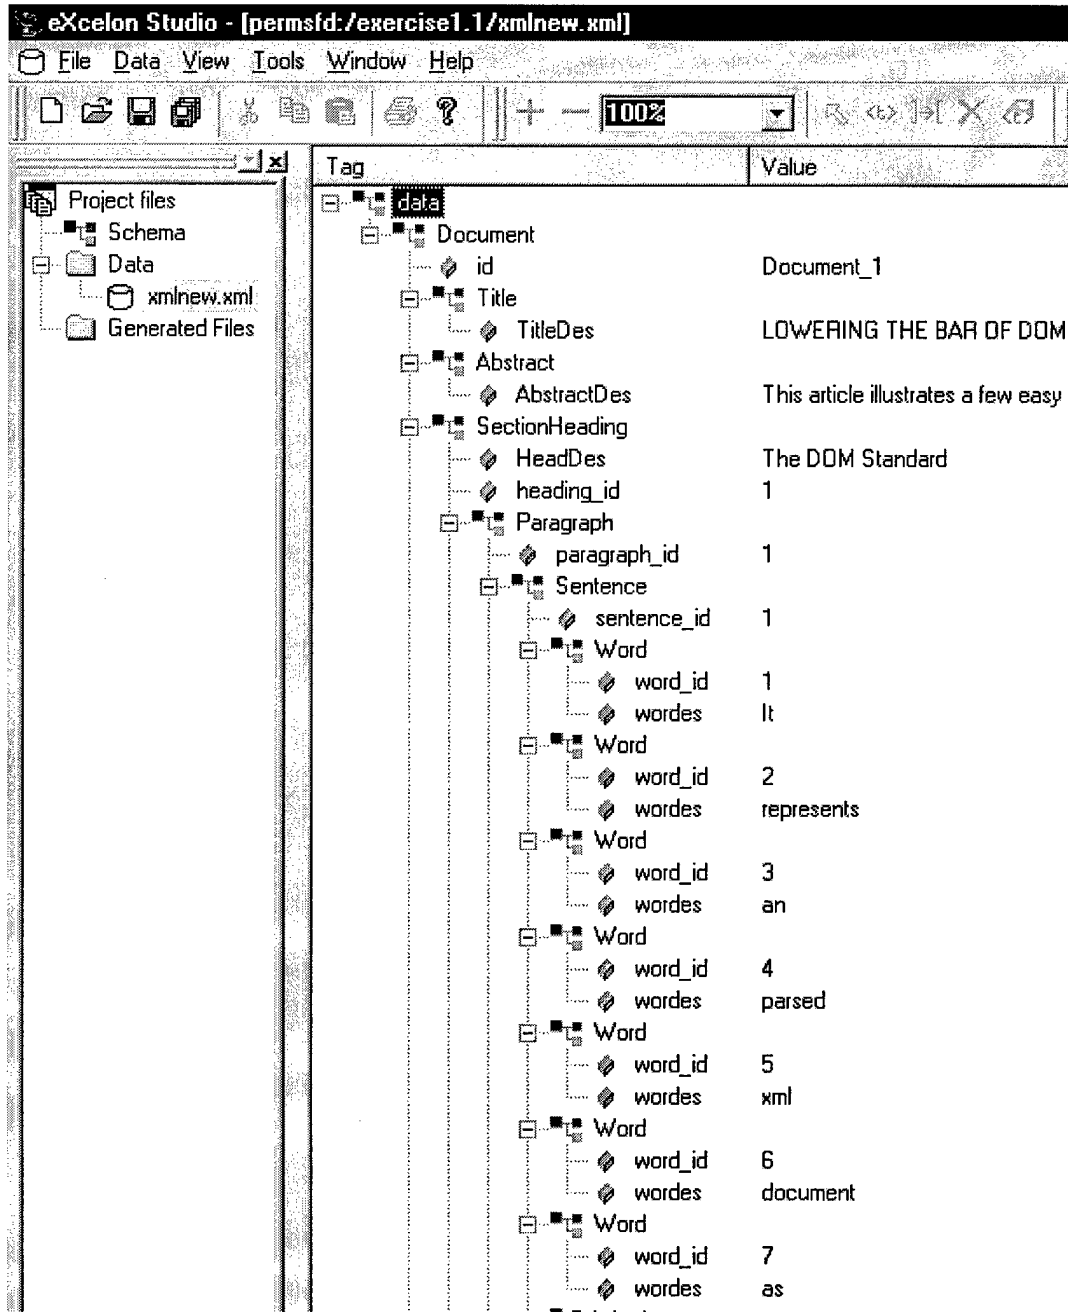 eXcelon Studio - [permsfd:/exercise1.1/xmlnew.xml]
File Data View Tools Window Help
100%
Project files
Schema
Data
xmlnew.xml
Generated Files
Tag Value
data
Document
id Document_1
Title
TitleDes LOWERING THE BAR OF DOM
Abstract
AbstractDes This article illustrates a few easy
SectionHeading
HeadDes The DOM Standard
heading_id 1
Paragraph
paragraph_id 1
Sentence
sentence_id 1
Word
word_id 1
wordes It
Word
word_id 2
wordes represents
Word
word_id 3
wordes an
Word
word_id 4
wordes parsed
Word
word_id 5
wordes xml
Word
word_id 6
wordes document
Word
word_id 7
wordes as